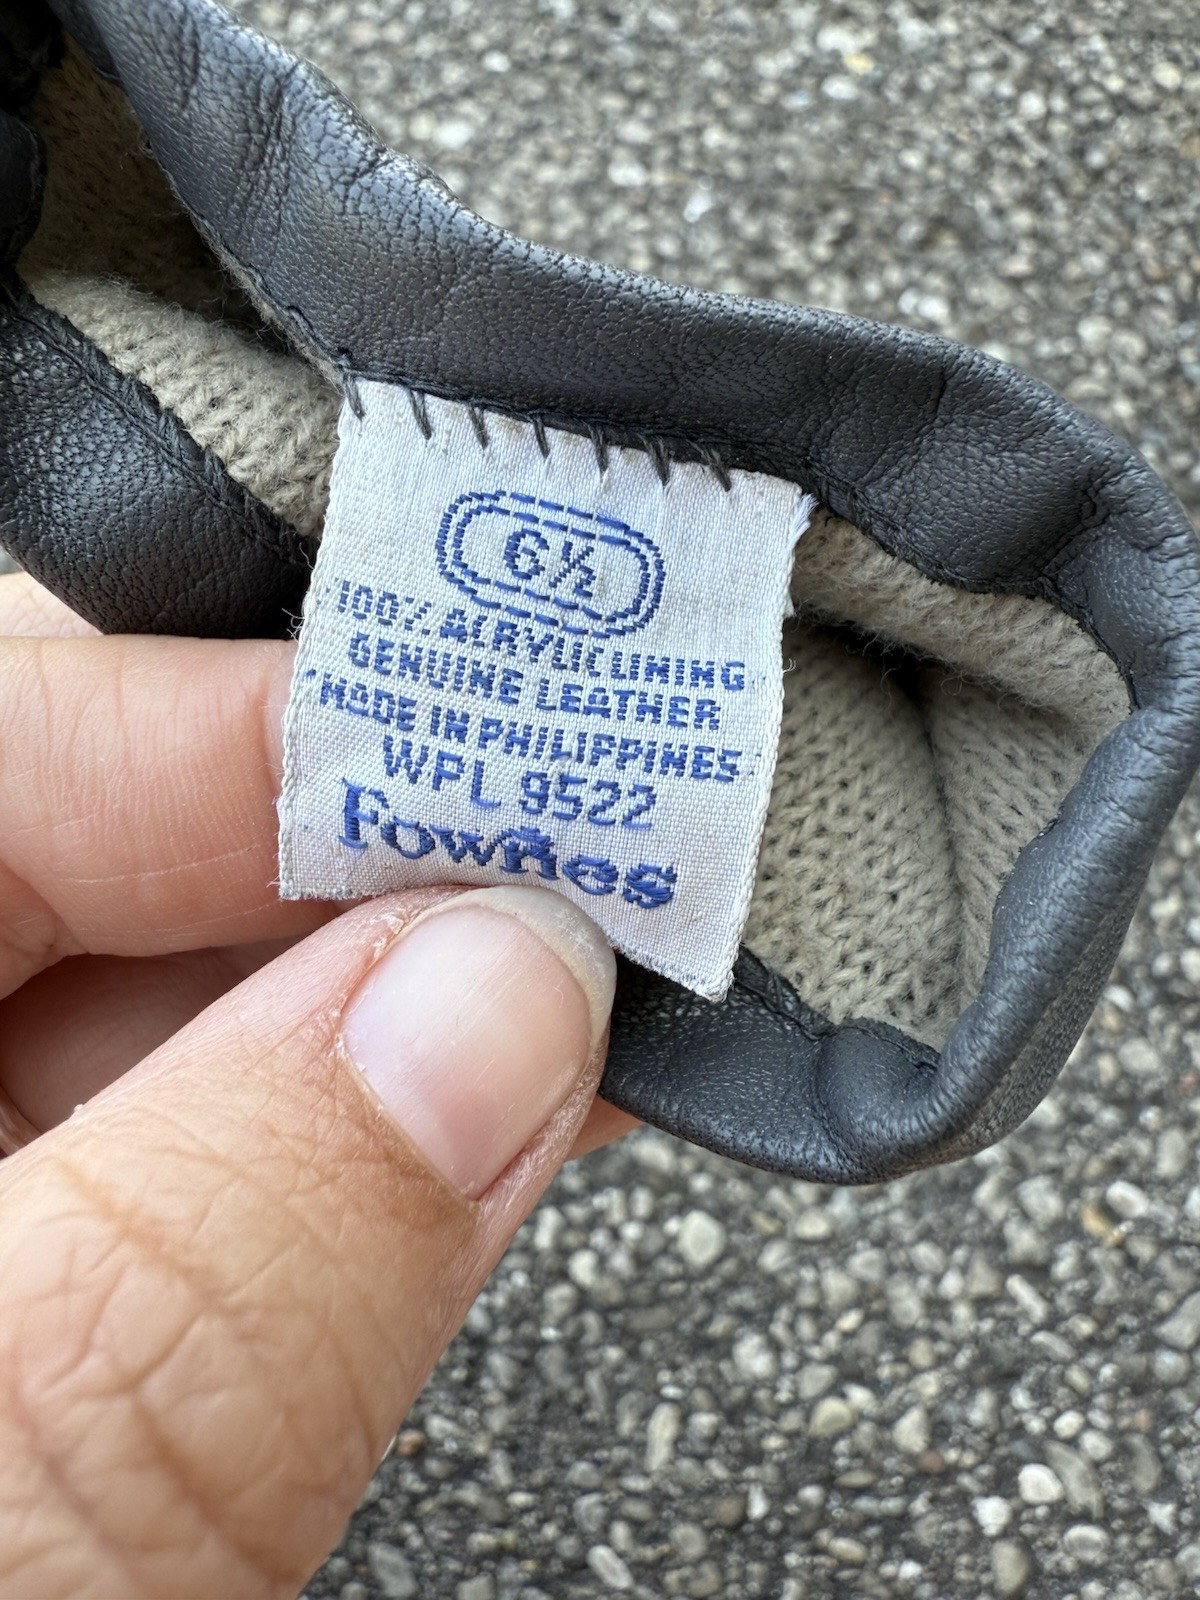 6½
100% ACRYLIC LINING
GENUINE LEATHER
MADE IN PHILIPPINES
WPL 9522
Fownes